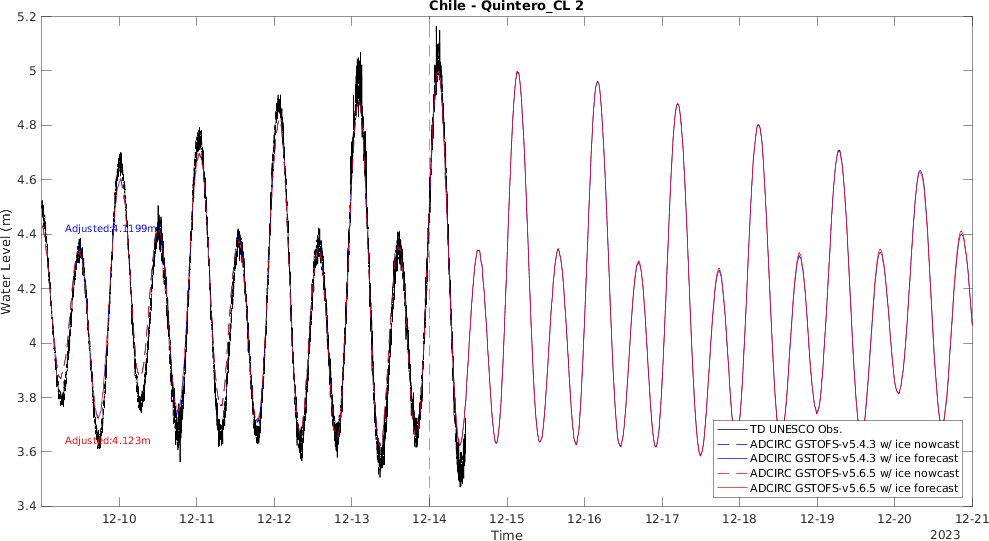 Chile - Quintero_CL 2
5.2
5
4.8
4.6
4.4
4.2
4
3.8
3.6
3.4
Water Level (m)
Adjusted:4.1199m
Adjusted:4.123m
TD UNESCO Obs.
ADCIRC GSTOFS-v5.4.3 w/ ice nowcast
ADCIRC GSTOFS-v5.4.3 w/ ice forecast
ADCIRC GSTOFS-v5.6.5 w/ ice nowcast
ADCIRC GSTOFS-v5.6.5 w/ ice forecast
12-10 12-11 12-12 12-13 12-14 12-15 12-16 12-17 12-18 12-19 12-20 12-21
Time
2023